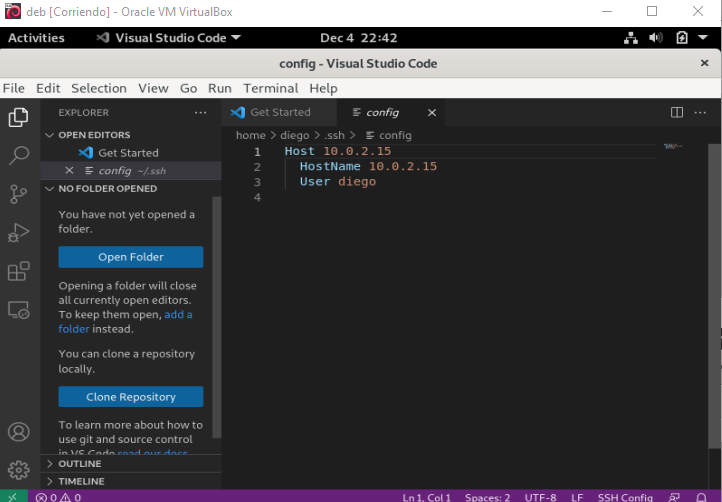 deb [Corriendo] - Oracle VM VirtualBox
Activities Visual Studio Code Dec 4 22:42
config - Visual Studio Code
File Edit Selection View Go Run Terminal Help
EXPLORER
OPEN EDITORS
Get Started
config ~/.ssh
NO FOLDER OPENED
You have not yet opened a
folder.
Open Folder
Opening a folder will close
all currently open editors.
To keep them open, add a
folder instead.
You can clone a repository
locally.
Clone Repository
To learn more about how to
use git and source control
in VS Code read our docs.
OUTLINE
TIMELINE
Get Started config
home > diego > .ssh > config
1 Host 10.0.2.15
2 HostName 10.0.2.15
3 User diego
4
0 0 Ln 1, Col 1 Spaces: 2 UTF-8 LF SSH Config